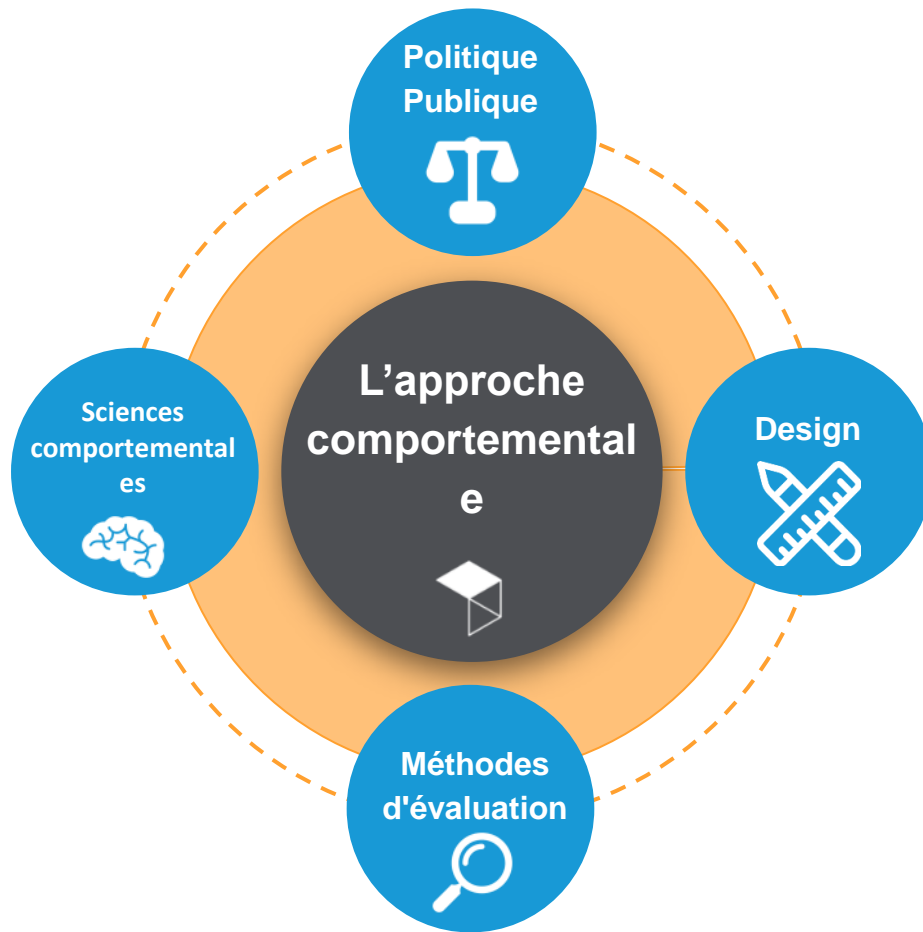 Politique
Publique
L’approche
comportemental
e
Sciences
comportemental
es
Design
Méthodes
d'évaluation